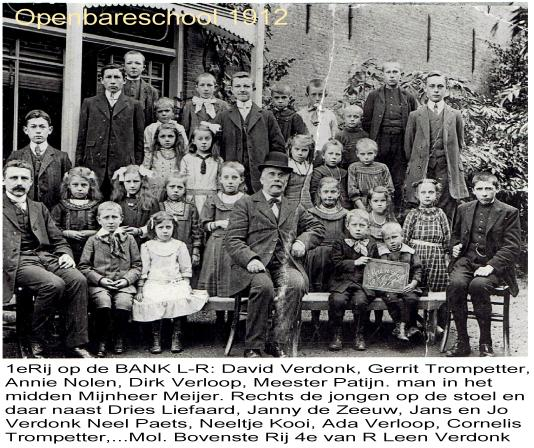 Openbareschool 1912
1eRij op de BANK L-R: David Verdonk, Gerrit Trompetter,
Annie Nolen, Dirk Verloop, Meester Patijn. man in het
midden Mijnheer Meijer. Rechts de jongen op de stoel en
daar naast Dries Liefaard, Janny de Zeeuw, Jans en Jo
Verdonk Neel Paets, Neeltje Kooi, Ada Verloop, Cornelis
Trompetter,...Mol. Bovenste Rij 4e van R Leen Verdonk